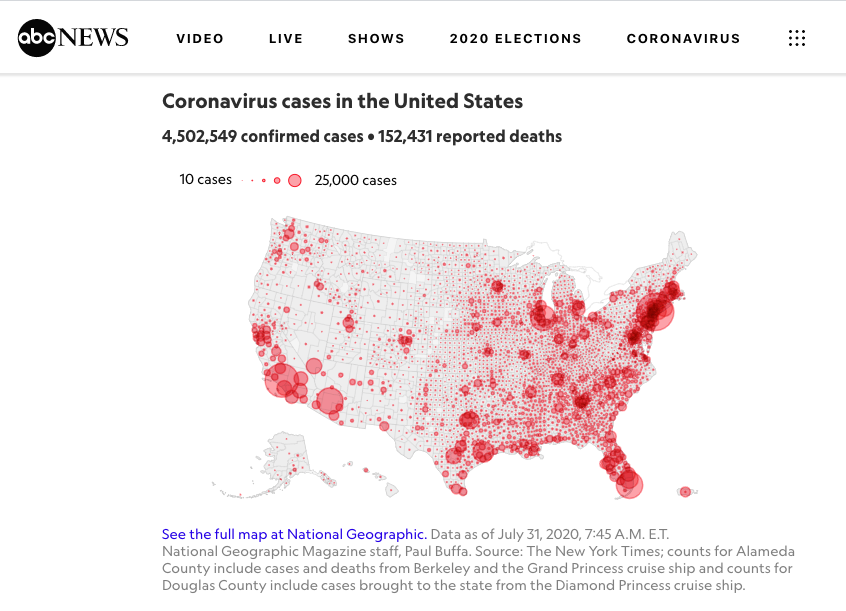 abc NEWS VIDEO LIVE SHOWS 2020 ELECTIONS CORONAVIRUS
Coronavirus cases in the United States
4,502,549 confirmed cases • 152,431 reported deaths
10 cases 25,000 cases
See the full map at National Geographic. Data as of July 31, 2020, 7:45 A.M. E.T.
National Geographic Magazine staff, Paul Buffa. Source: The New York Times; counts for Alameda
County include cases and deaths from Berkeley and the Grand Princess cruise ship and counts for
Douglas County include cases brought to the state from the Diamond Princess cruise ship.